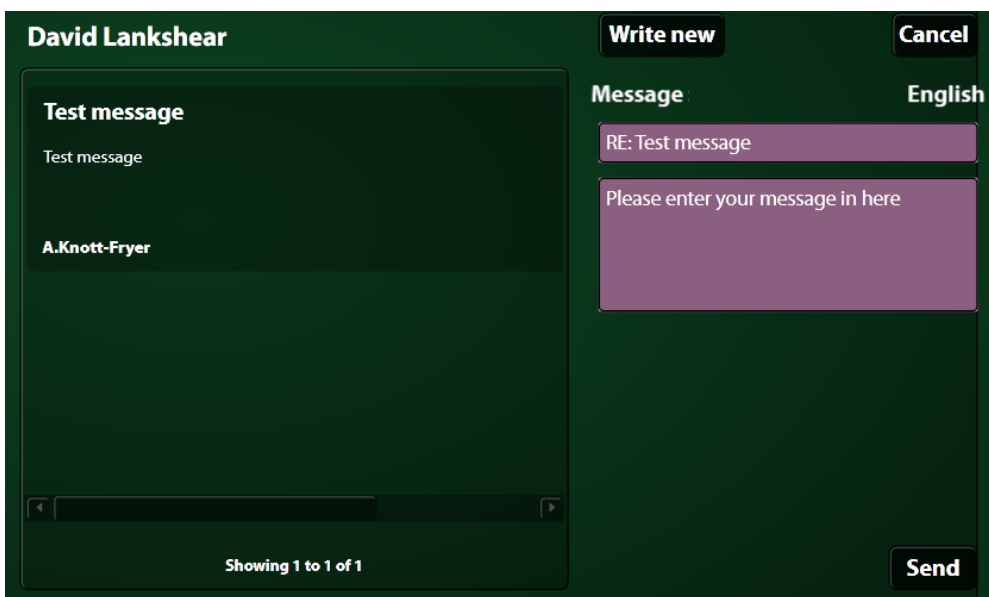 David Lankshear
Write new
Cancel
Test message
Test message
A.Knott-Fryer
Showing 1 to 1 of 1
Message
English
RE: Test message
Please enter your message in here
Send